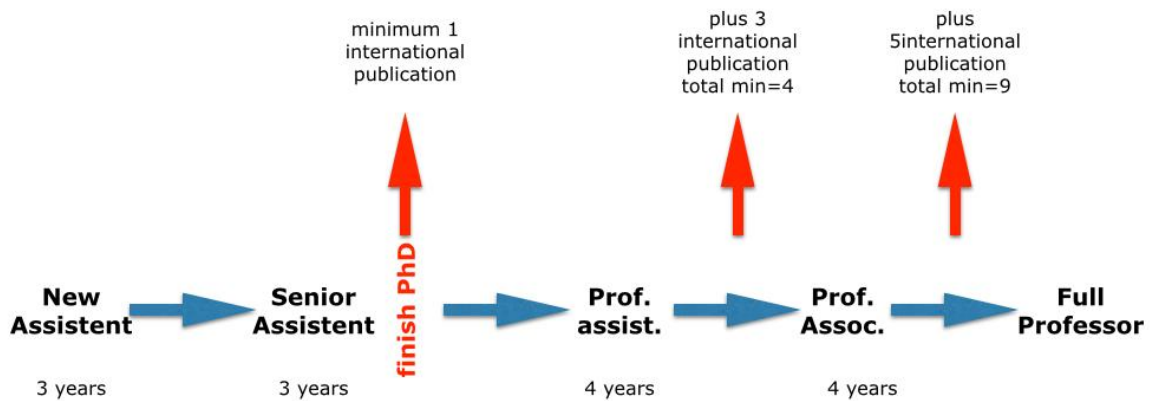 minimum 1
international
publication
plus 3
international
publication
total min=4
plus
5international
publication
total min=9
finish PhD
New
Assistent
Senior
Assistent
Prof.
assist.
Prof.
Assoc.
Full
Professor
3 years
3 years
4 years
4 years